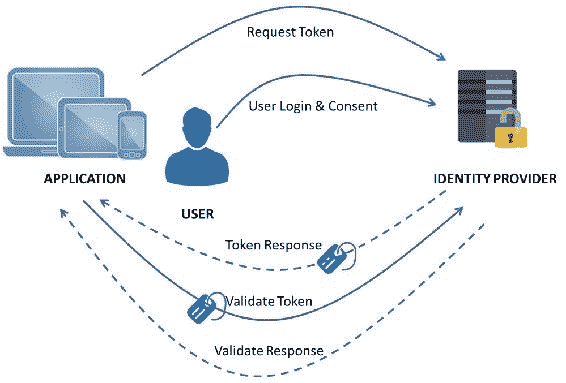 Request Token
User Login & Consent
APPLICATION
USER
IDENTITY PROVIDER
Token Response
Validate Token
Validate Response